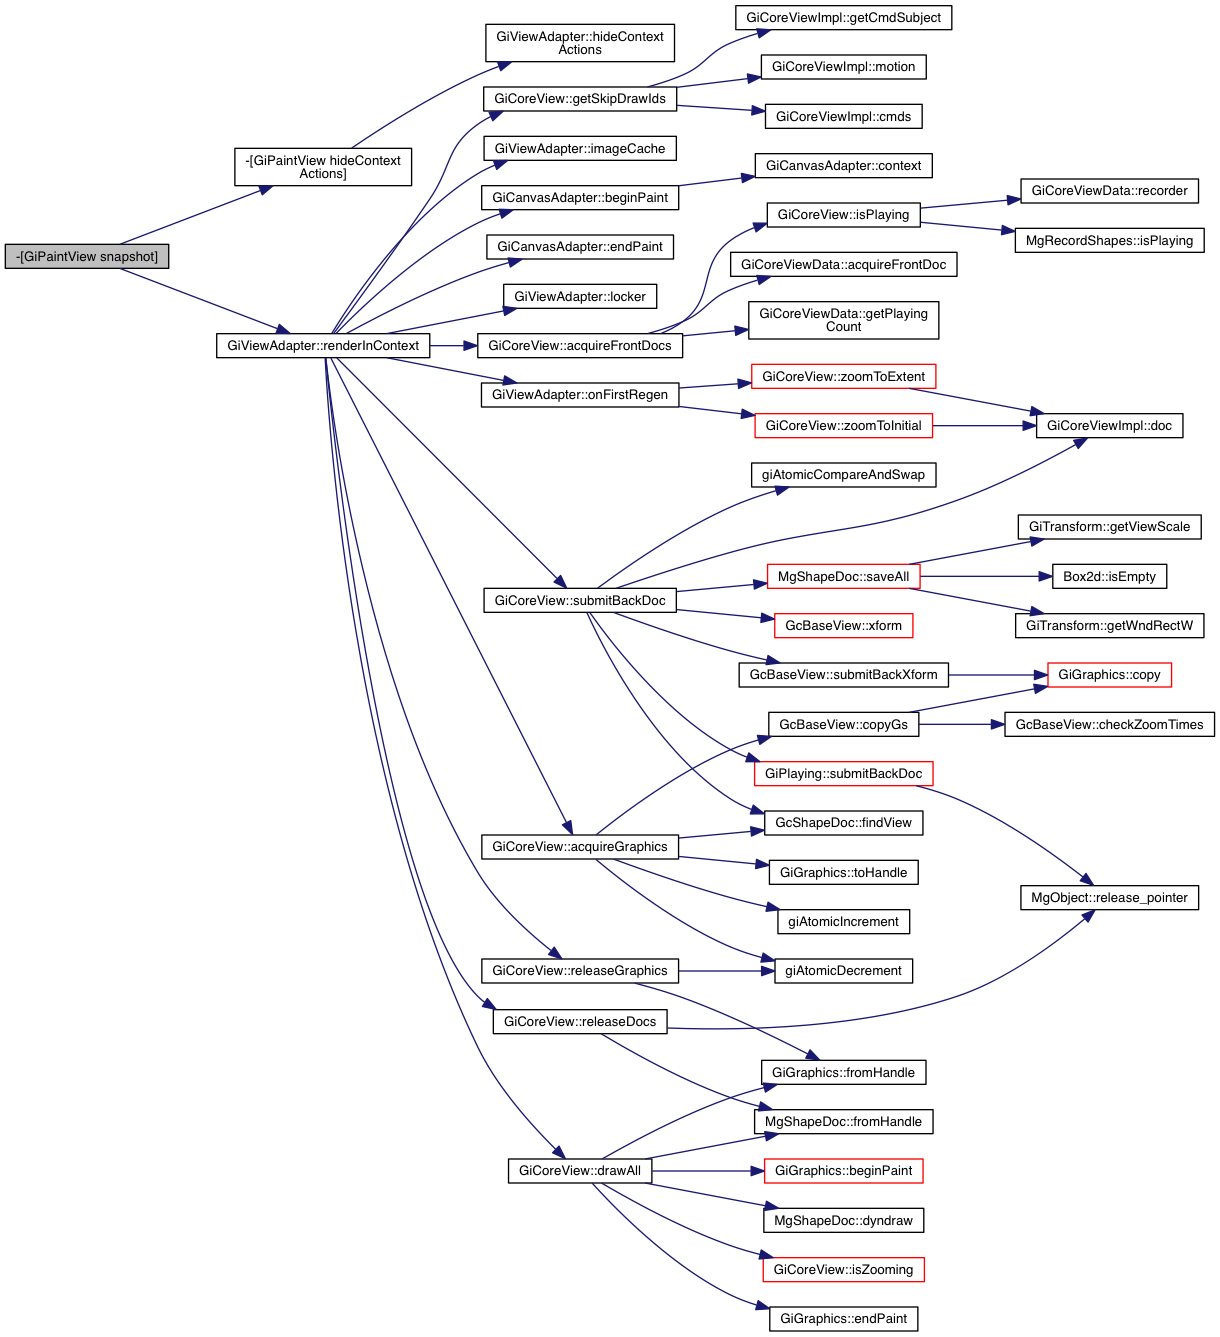 GiCoreViewImpl::getCmdSubject
GiViewAdapter::hideContext
Actions
GiCoreViewImpl::motion
GiCoreView::getSkipDrawIds
GiCoreViewImpl::cmds
GiViewAdapter::imageCache
-[GiPaintView hideContext
Actions]
GiCanvasAdapter::context
GiCoreViewData::recorder
GiCanvasAdapter::beginPaint
GiCoreView::isPlaying
MgRecordShapes::isPlaying
GiCanvasAdapter::endPaint
-[GiPaintView snapshot]
GiCoreViewData::acquireFrontDoc
GiViewAdapter::locker
GiCoreViewData::getPlaying
Count
GiViewAdapter::renderInContext
GiCoreView::acquireFrontDocs
GiCoreView::zoomToExtent
GiViewAdapter::onFirstRegen
GiCoreView::zoomToInitial
GiCoreViewImpl::doc
giAtomicCompareAndSwap
GiTransform::getViewScale
MgShapeDoc::saveAll
Box2d::isEmpty
GiCoreView::submitBackDoc
GcBaseView::xform
GiTransform::getWndRectW
GcBaseView::submitBackXform
GiGraphics::copy
GcBaseView::copyGs
GcBaseView::checkZoomTimes
GiPlaying::submitBackDoc
GcShapeDoc::findView
GiCoreView::acquireGraphics
GiGraphics::toHandle
MgObject::release_pointer
giAtomicIncrement
GiCoreView::releaseGraphics
giAtomicDecrement
GiCoreView::releaseDocs
GiGraphics::fromHandle
MgShapeDoc::fromHandle
GiCoreView::drawAll
GiGraphics::beginPaint
MgShapeDoc::dyndraw
GiCoreView::isZooming
GiGraphics::endPaint